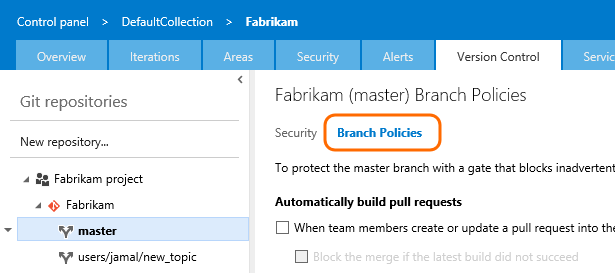 Control panel > DefaultCollection > Fabrikam
Overview Iterations Areas Security Alerts Version Control Servic
Git repositories
New repository...
Fabrikam project
Fabrikam
master
users/jamal/new_topic
Fabrikam (master) Branch Policies
Security Branch Policies
To protect the master branch with a gate that blocks inadvertent
Automatically build pull requests
When team members create or update a pull request into the
Block the merge if the latest build did not succeed